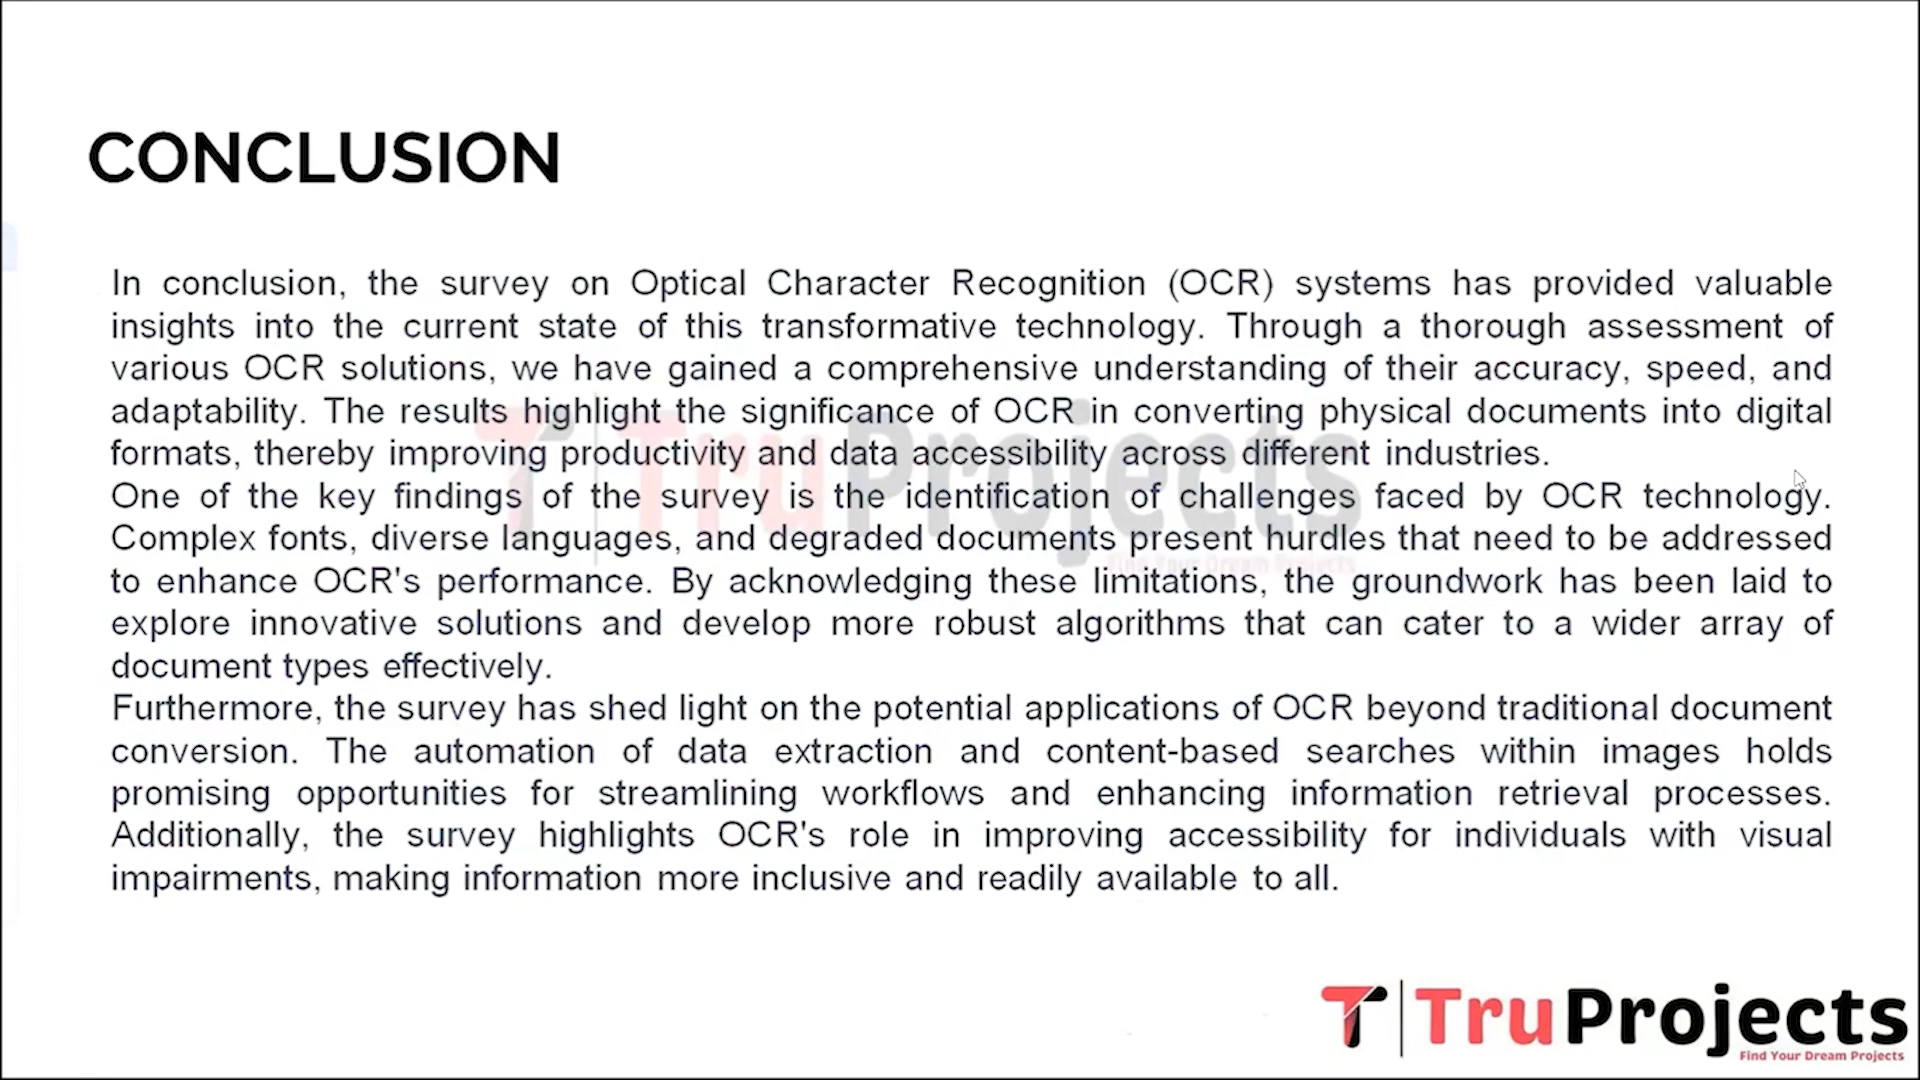 CONCLUSION
In conclusion, the survey on Optical Character Recognition (OCR) systems has provided valuable
insights into the current state of this transformative technology. Through a thorough assessment of
various OCR solutions, we have gained a comprehensive understanding of their accuracy, speed, and
adaptability. The results highlight the significance of OCR in converting physical documents into digital
formats, thereby improving productivity and data accessibility across different industries.
One of the key findings of the survey is the identification of challenges faced by OCR technology.
Complex fonts, diverse languages, and degraded documents present hurdles that need to be addressed
to enhance OCR's performance. By acknowledging these limitations, the groundwork has been laid to
explore innovative solutions and develop more robust algorithms that can cater to a wider array of
document types effectively.
Furthermore, the survey has shed light on the potential applications of OCR beyond traditional document
conversion. The automation of data extraction and content-based searches within images holds
promising opportunities for streamlining workflows and enhancing information retrieval processes.
Additionally, the survey highlights OCR's role in improving accessibility for individuals with visual
impairments, making information more inclusive and readily available to all.
TruProjects
Find Your Dream Projects
TruProjects
Find Your Dream Projects